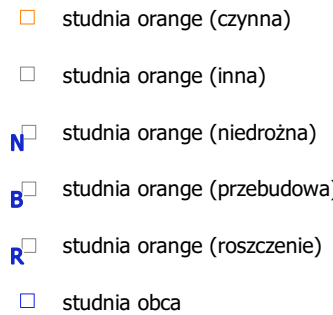 studnia orange (czynna)
studnia orange (inna)
N studnia orange (niedrożna)
B studnia orange (przebudowa)
R studnia orange (roszczenie)
studnia obca